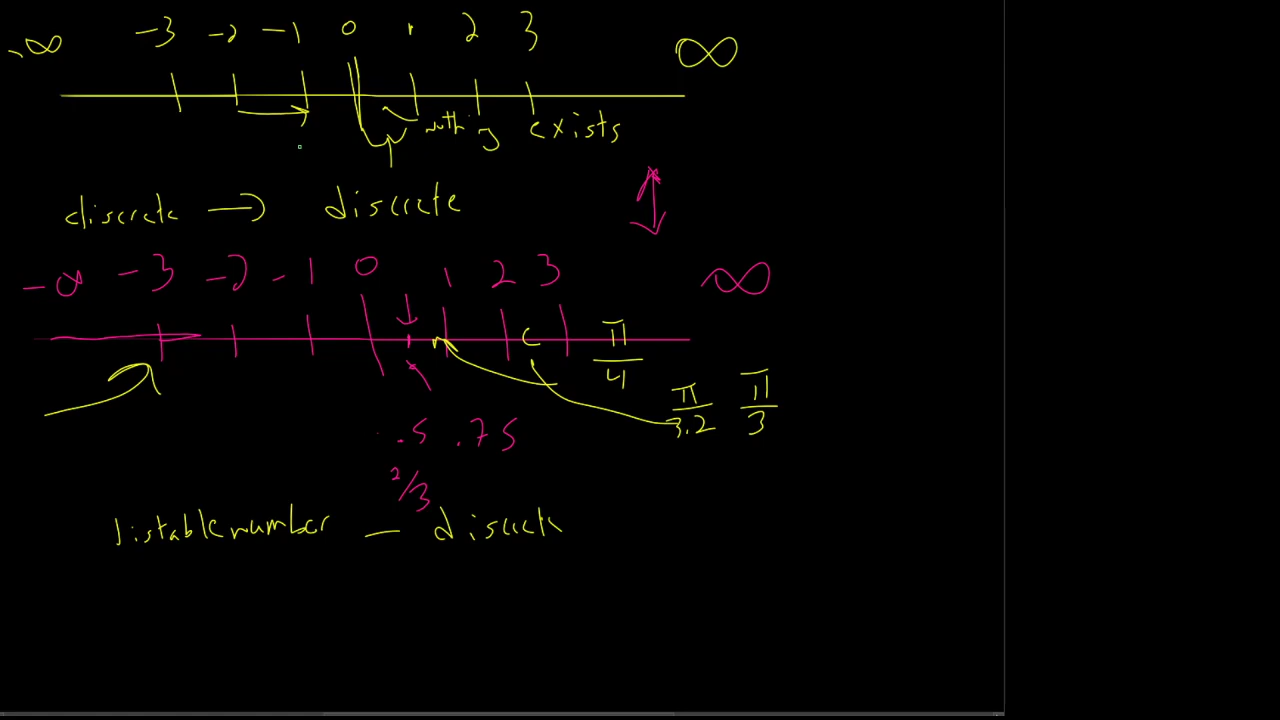 -∞ -3 -2 -1 0 1 2 3 ∞
nothing exists
discrete → discrete
-∞ -3 -2 -1 0 1 2 3 ∞
π/4
π/3.2 π/3
.5 .75
2/3
listable number - discrete